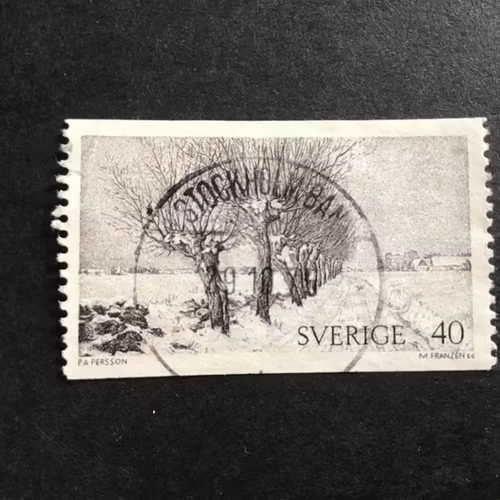 STOCKHOLM BAN
SVERIGE 40
P.A PERSSON
M. FRANZÉN sc